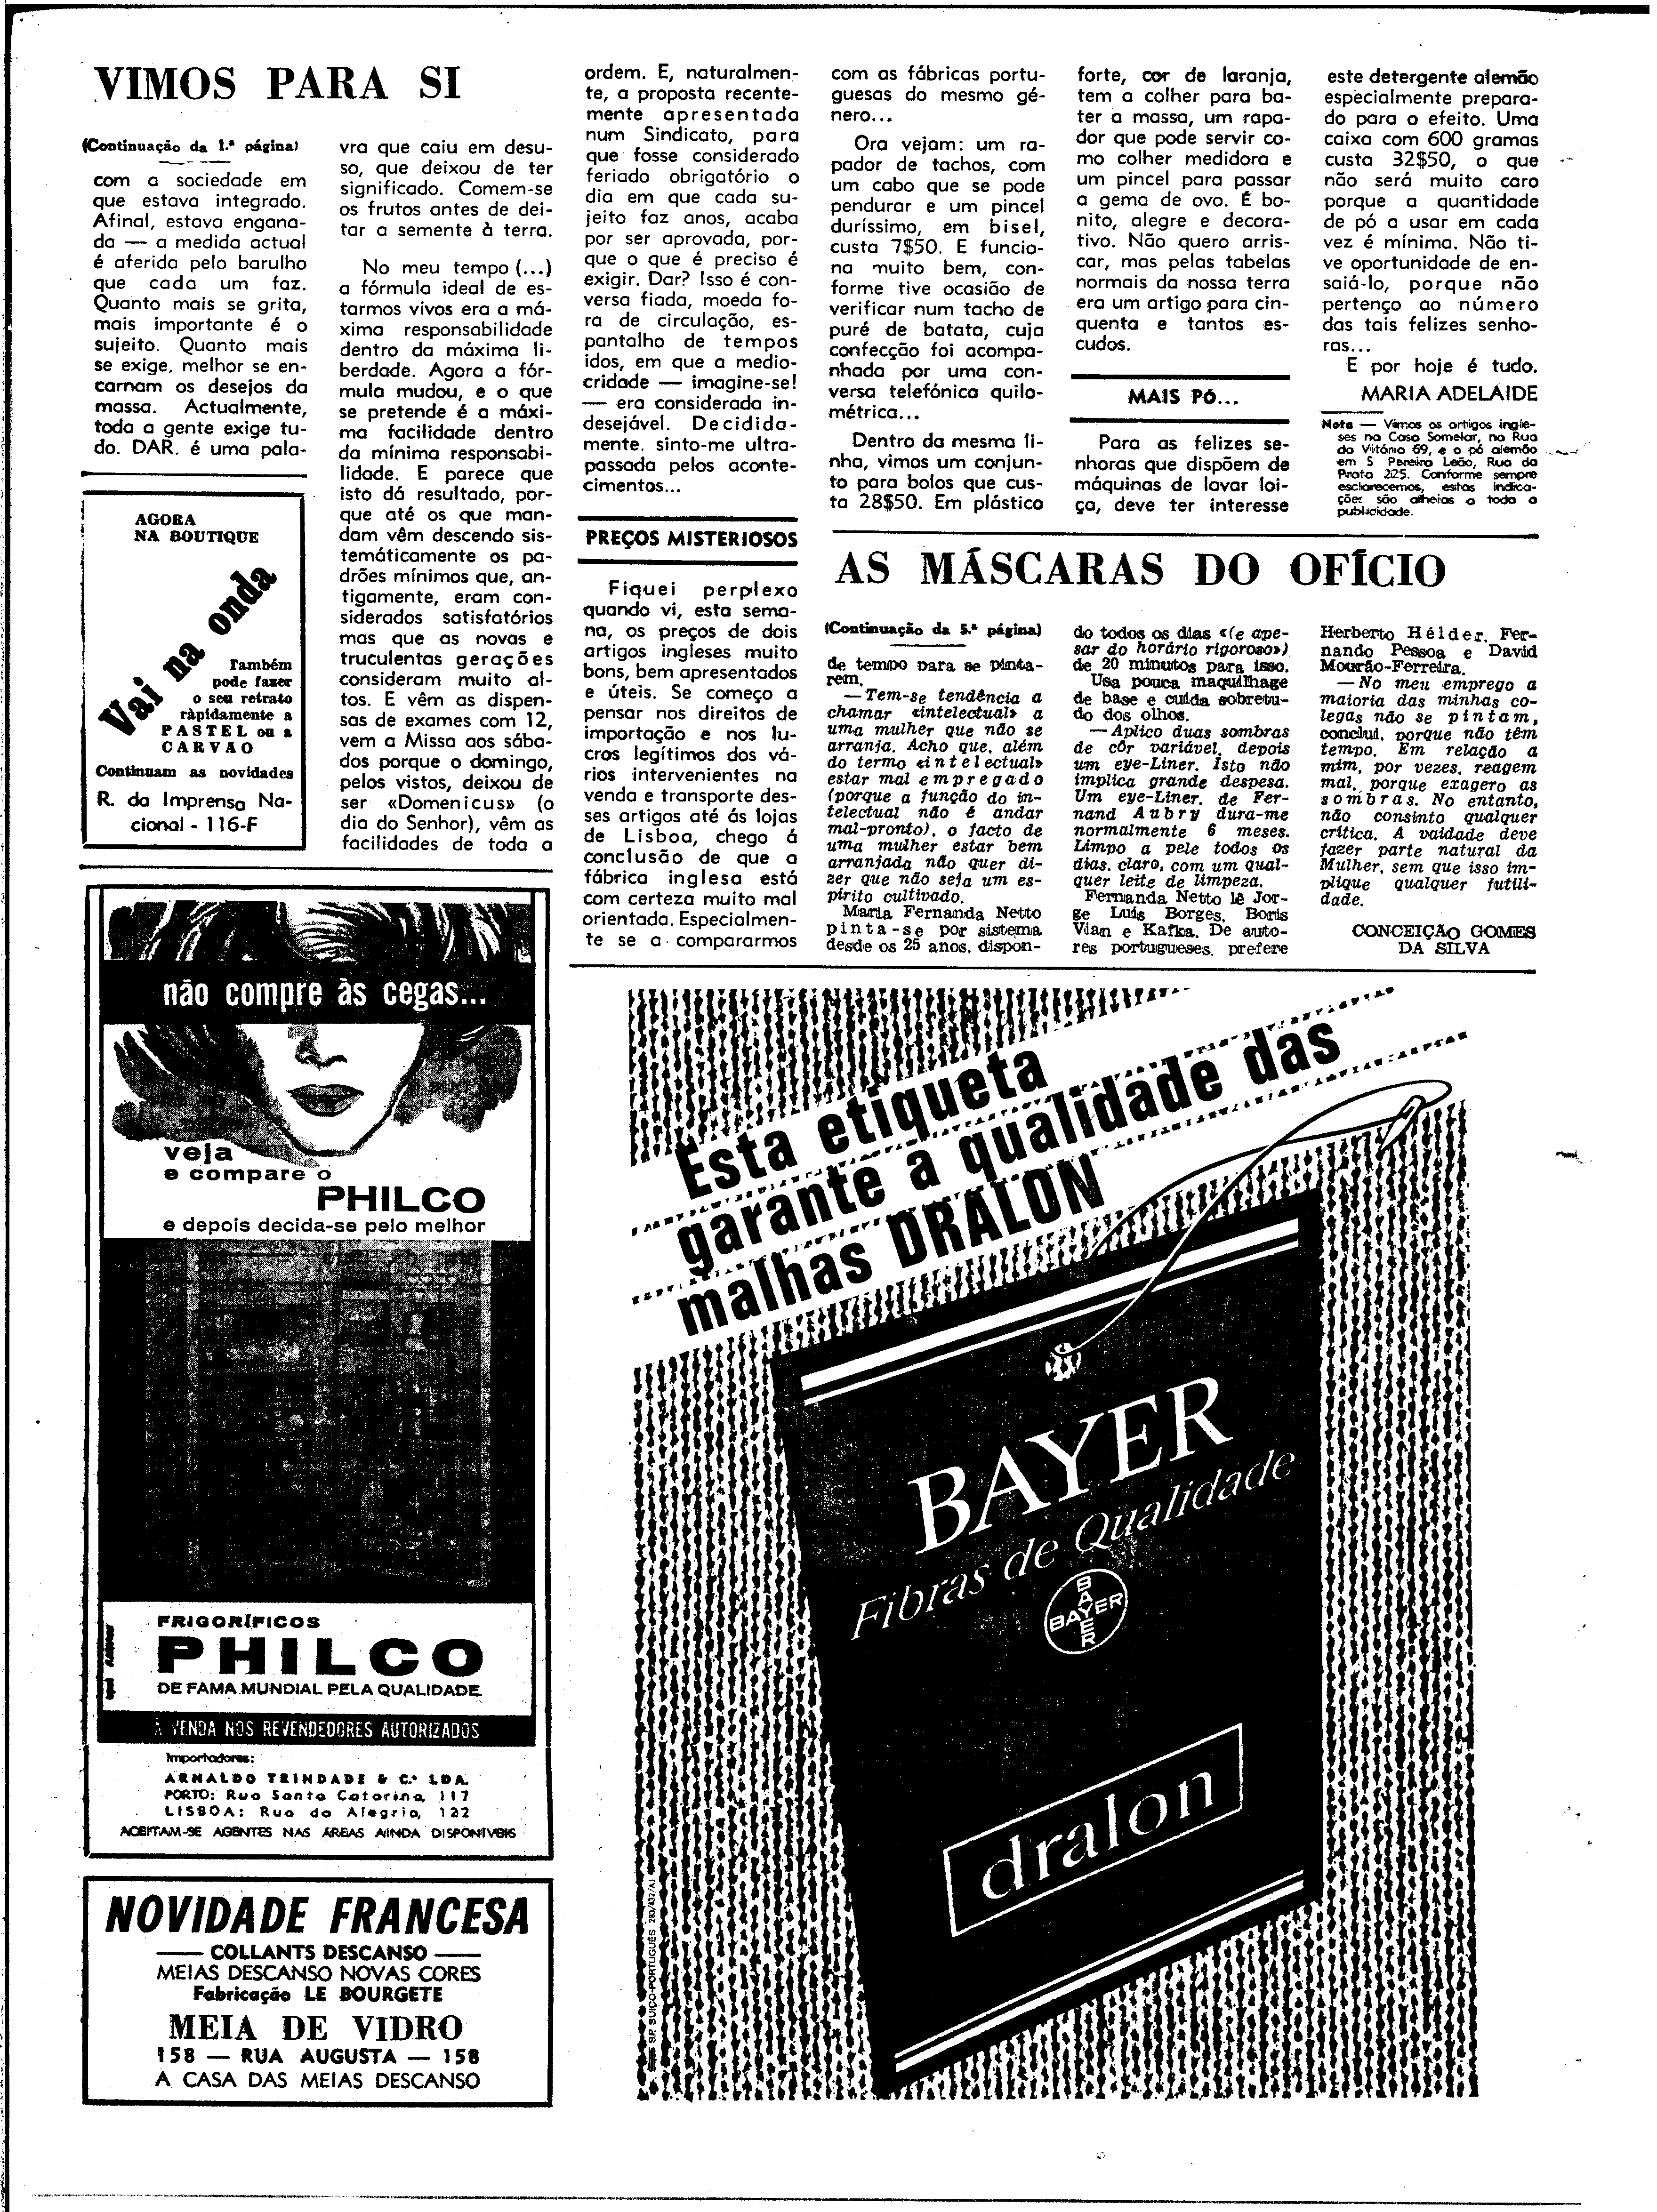 VIMOS PARA SI
(Continuação da 1.ª página)
com a sociedade em
que estava integrado.
Afinal, estava engana-
da — a medida actual
é aferida pelo barulho
que cada um faz.
Quanto mais se grita,
mais importante é o
sujeito. Quanto mais
se exige, melhor se en-
carnam os desejos da
massa. Actualmente,
toda a gente exige tu-
do. DAR, é uma pala-
vra que caiu em desu-
so, que deixou de ter
significado. Comem-se
os frutos antes de dei-
tar a semente à terra.
No meu tempo (...)
a fórmula ideal de es-
tarmos vivos era a má-
xima responsabilidade
dentro da máxima li-
berdade. Agora a fór-
mula mudou, e o que
se pretende é a máxi-
ma facilidade dentro
da mínima responsabi-
lidade. E parece que
isto dá resultado, por-
que até os que man-
dam vêm descendo sis-
temáticamente os pa-
drões mínimos que, an-
tigamente, eram con-
siderados satisfatórios
mas que as novas e
truculentas gerações
consideram muito al-
tos. E vêm as dispen-
sas de exames com 12,
vem a Missa aos sába-
dos porque o domingo,
pelos vistos, deixou de
ser «Domenicus» (o
dia do Senhor), vêm as
facilidades de toda a
ordem. E, naturalmen-
te, a proposta recente-
mente apresentada
num Sindicato, para
que fosse considerado
feriado obrigatório o
dia em que cada su-
jeito faz anos, acaba
por ser aprovada, por-
que o que é preciso é
exigir. Dar? Isso é con-
versa fiada, moeda fo-
ra de circulação, es-
pantalho de tempos
idos, em que a medio-
cridade — imagine-se!
— era considerada in-
desejável. Decidida-
mente, sinto-me ultra-
passada pelos aconte-
cimentos...
PREÇOS MISTERIOSOS
Fiquei perplexo
quando vi, esta sema-
na, os preços de dois
artigos ingleses muito
bons, bem apresentados
e úteis. Se começo a
pensar nos direitos de
importação e nos lu-
cros legítimos dos vá-
rios intervenientes na
venda e transporte des-
ses artigos até ás lojas
de Lisboa, chego á
conclusão de que a
fábrica inglesa está
com certeza muito mal
orientada. Especialmen-
te se a compararmos
com as fábricas portu-
guesas do mesmo gé-
nero...
Ora vejam: um ra-
pador de tachos, com
um cabo que se pode
pendurar e um pincel
duríssimo, em bisel,
custa 7$50. E funcio-
na muito bem, con-
forme tive ocasião de
verificar num tacho de
puré de batata, cuja
confecção foi acompa-
nhada por uma con-
versa telefónica quilo-
métrica...
Dentro da mesma li-
nha, vimos um conjun-
to para bolos que cus-
ta 28$50. Em plástico
forte, cor de laranja,
tem a colher para ba-
ter a massa, um rapa-
dor que pode servir co-
mo colher medidora e
um pincel para passar
a gema de ovo. É bo-
nito, alegre e decora-
tivo. Não quero arris-
car, mas pelas tabelas
normais da nossa terra
era um artigo para cin-
quenta e tantos es-
cudos.
MAIS PÓ...
Para as felizes se-
nhoras que dispõem de
máquinas de lavar loi-
ça, deve ter interesse
este detergente alemão
especialmente prepara-
do para o efeito. Uma
caixa com 600 gramas
custa 32$50, o que
não será muito caro
porque a quantidade
de pó a usar em cada
vez é mínima. Não ti-
ve oportunidade de en-
saiá-lo, porque não
pertenço ao número
das tais felizes senho-
ras...
E por hoje é tudo.
MARIA ADELAIDE
Nota — Vimos os artigos ingle-
ses na Casa Somelar, na Rua
da Vitória 69, e o pó alemão
em S Pereira Leão, Rua da
Prata 225. Conforme sempre
esclarecemos, estas indica-
ções são alheias a toda a
publicidade.
AGORA
NA BOUTIQUE
Vai na onda
Também
pode fazer
o seu retrato
ràpidamente a
PASTEL ou a
CARVAO
Continuam as novidades
R. da Imprensa Na-
cional - 116-F
AS MÁSCARAS DO OFÍCIO
(Continuação da 5.ª página)
de tempo para se pinta-
rem.
— Tem-se tendência a
chamar «intelectual» a
uma mulher que não se
arranja. Acho que, além
do termo «intelectual»
estar mal empregado
(porque a função do in-
telectual não é andar
mal-pronto), o facto de
uma mulher estar bem
arranjada não quer di-
zer que não seja um es-
pírito cultivado.
Maria Fernanda Netto
pinta-se por sistema
desde os 25 anos, dispon-
do todos os dias «(e ape-
sar do horário rigoroso»)
de 20 minutos para isso.
Usa pouca maquilhage
de base e cuida sobretu-
do dos olhos.
— Aplico duas sombras
de côr variável, depois
um eye-Liner. Isto não
implica grande despesa.
Um eye-Liner, de Fer-
nand Aubry dura-me
normalmente 6 meses.
Limpo a pele todos os
dias, claro, com um qual-
quer leite de limpeza.
Fernanda Netto lê Jor-
ge Luís Borges, Boris
Vian e Kafka. De auto-
res portugueses, prefere
Herberto Hélder, Fer-
nando Pessoa e David
Mourão-Ferreira.
— No meu emprego a
maioria das minhas co-
legas não se pintam,
conclui, porque não têm
tempo. Em relação a
mim, por vezes, reagem
mal, porque exagero as
sombras. No entanto,
não consinto qualquer
crítica. A vaidade deve
fazer parte natural da
Mulher, sem que isso im-
plique qualquer futili-
dade.
CONCEIÇÃO GOMES
DA SILVA
não compre às cegas...
veja
e compare o
PHILCO
e depois decida-se pelo melhor
FRIGORÍFICOS
PHILCO
DE FAMA MUNDIAL PELA QUALIDADE
À VENDA NOS REVENDEDORES AUTORIZADOS
Importadores:
ARNALDO TRINDADE & C.ª LDA.
PORTO: Rua Santa Catarina, 117
LISBOA: Rua da Alegria, 122
ACEITAM-SE AGENTES NAS ÁREAS AINDA DISPONÍVEIS
NOVIDADE FRANCESA
— COLLANTS DESCANSO —
MEIAS DESCANSO NOVAS CORES
Fabricação LE BOURGETE
MEIA DE VIDRO
158 — RUA AUGUSTA — 158
A CASA DAS MEIAS DESCANSO
Esta etiqueta
garante a qualidade das
malhas DRALON
BAYER
Fibras de Qualidade
BAYER
BAYER
dralon
SUIÇO-PORTUGUÊS 283/432/A)